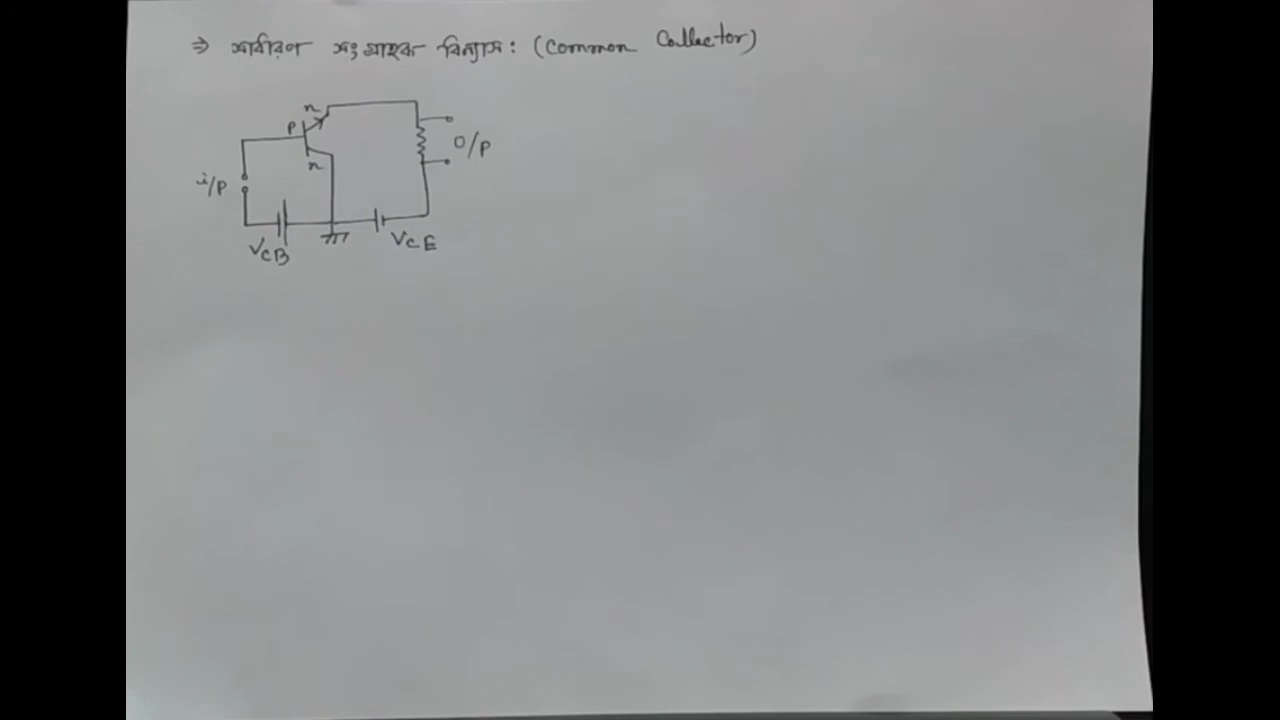 ⇒ সাধারণ সংগ্রাহক বিন্যাস: (Common Collector)
n
P
O/P
n
i/P
VCB
VCE